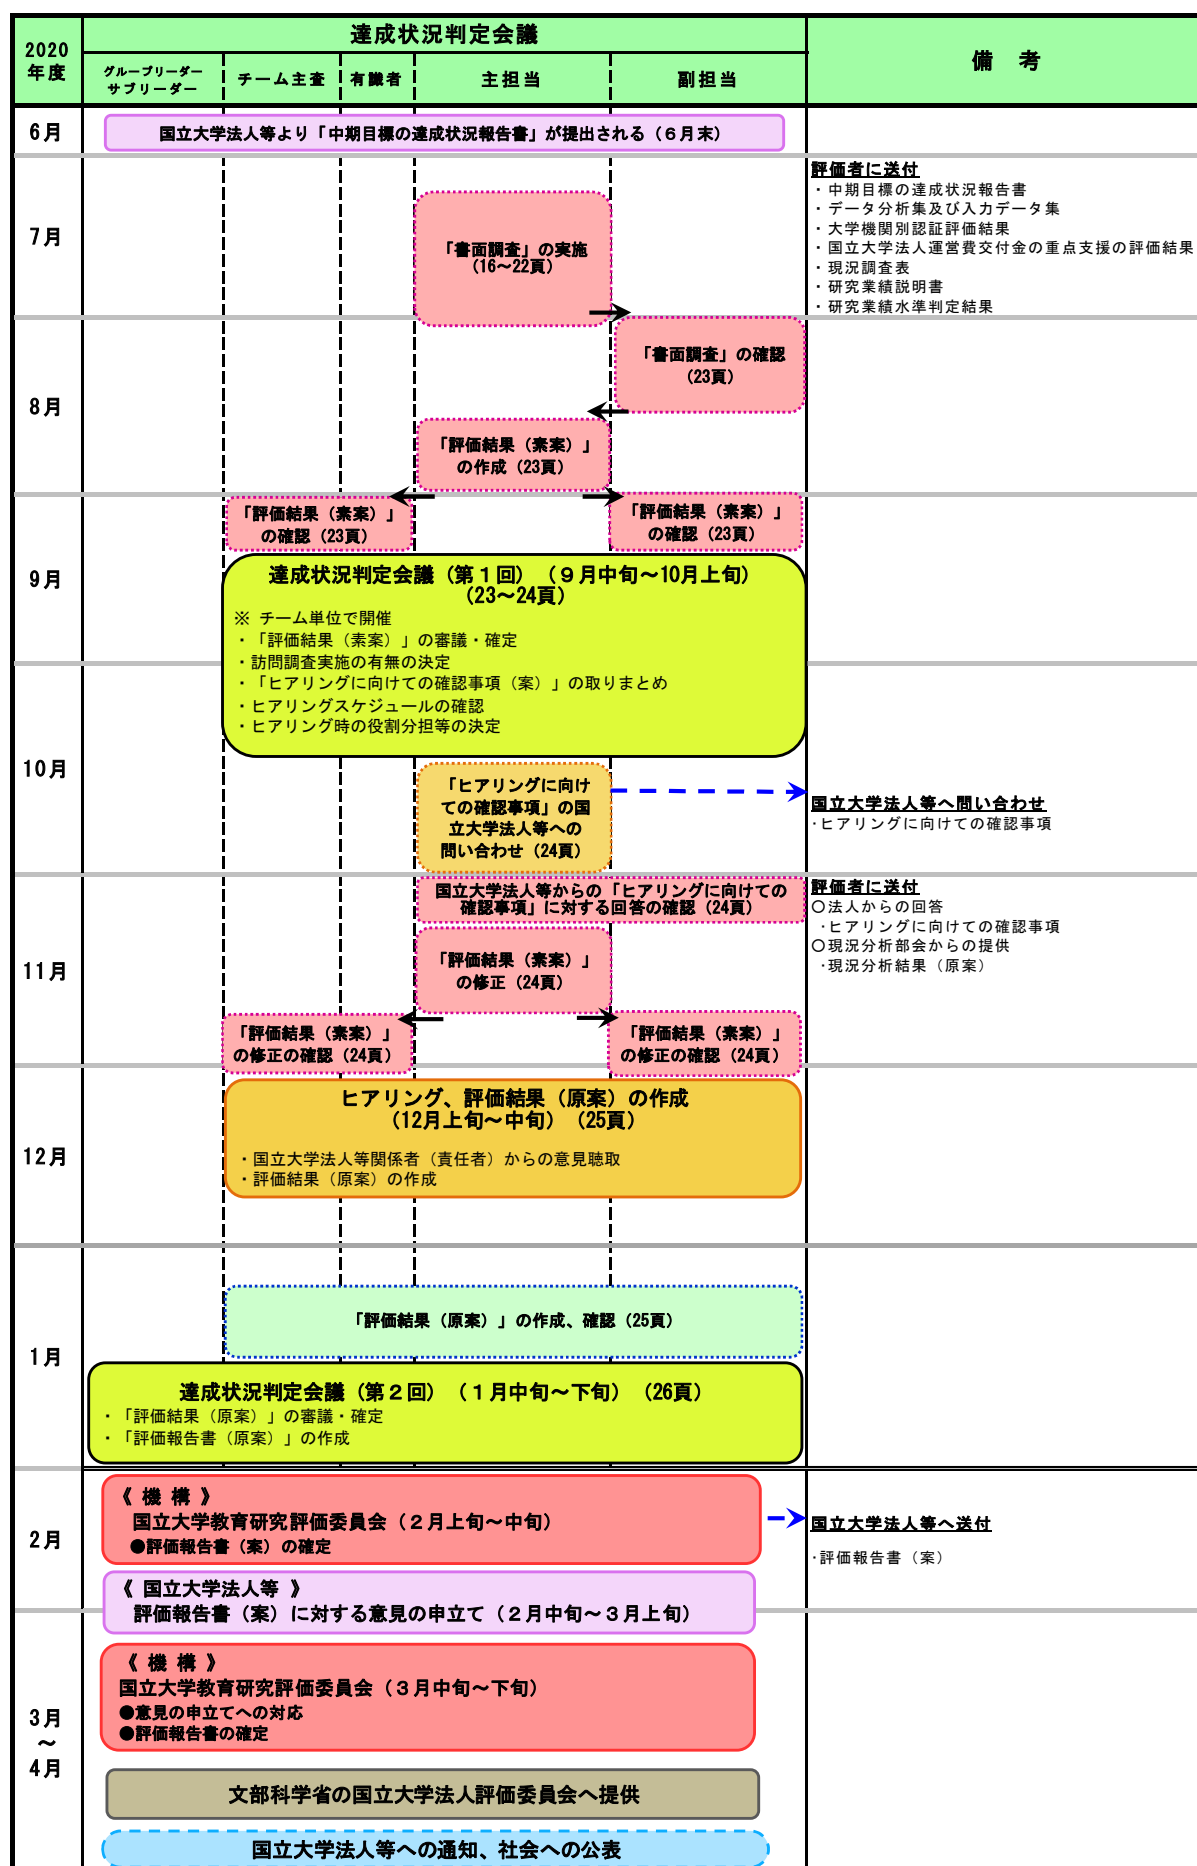 2020
年度
達成状況判定会議
備　考
グループリーダー
サブリーダー
チーム主査
有識者
主担当
副担当
6月
国立大学法人等より「中期目標の達成状況報告書」が提出される（６月末）
7月
「書面調査」の実施
(16～22頁)
評価者に送付
・中期目標の達成状況報告書
・データ分析集及び入力データ集
・大学機関別認証評価結果
・国立大学法人運営費交付金の重点支援の評価結果
・現況調査表
・研究業績説明書
・研究業績水準判定結果
8月
「書面調査」の確認
(23頁)
「評価結果（素案）」
の作成（23頁）
9月
「評価結果（素案）」
の確認（23頁）
「評価結果（素案）」
の確認（23頁）
達成状況判定会議（第１回）（９月中旬～10月上旬）
(23～24頁)
※ チーム単位で開催
・「評価結果（素案）」の審議・確定
・訪問調査実施の有無の決定
・「ヒアリングに向けての確認事項（案）」の取りまとめ
・ヒアリングスケジュールの確認
・ヒアリング時の役割分担等の決定
10月
「ヒアリングに向け
ての確認事項」の国
立大学法人等への
問い合わせ（24頁）
国立大学法人等へ問い合わせ
・ヒアリングに向けての確認事項
11月
国立大学法人等からの「ヒアリングに向けての
確認事項」に対する回答の確認（24頁）
評価者に送付
○法人からの回答
・ヒアリングに向けての確認事項
○現況分析部会からの提供
・現況分析結果（原案）
「評価結果（素案）」
の修正（24頁）
「評価結果（素案）」
の修正の確認（24頁）
「評価結果（素案）」
の修正の確認（24頁）
12月
ヒアリング、評価結果（原案）の作成
（12月上旬～中旬）（25頁）
・国立大学法人等関係者（責任者）からの意見聴取
・評価結果（原案）の作成
1月
「評価結果（原案）」の作成、確認（25頁）
達成状況判定会議（第２回）（１月中旬～下旬）（26頁）
・「評価結果（原案）」の審議・確定
・「評価報告書（原案）」の作成
2月
《 機 構 》
国立大学教育研究評価委員会（２月上旬～中旬）
●評価報告書（案）の確定
国立大学法人等へ送付
・評価報告書（案）
《 国立大学法人等 》
評価報告書（案）に対する意見の申立て（２月中旬～３月上旬）
3月
～
4月
《 機 構 》
国立大学教育研究評価委員会（３月中旬～下旬）
●意見の申立てへの対応
●評価報告書の確定
文部科学省の国立大学法人評価委員会へ提供
国立大学法人等への通知、社会への公表